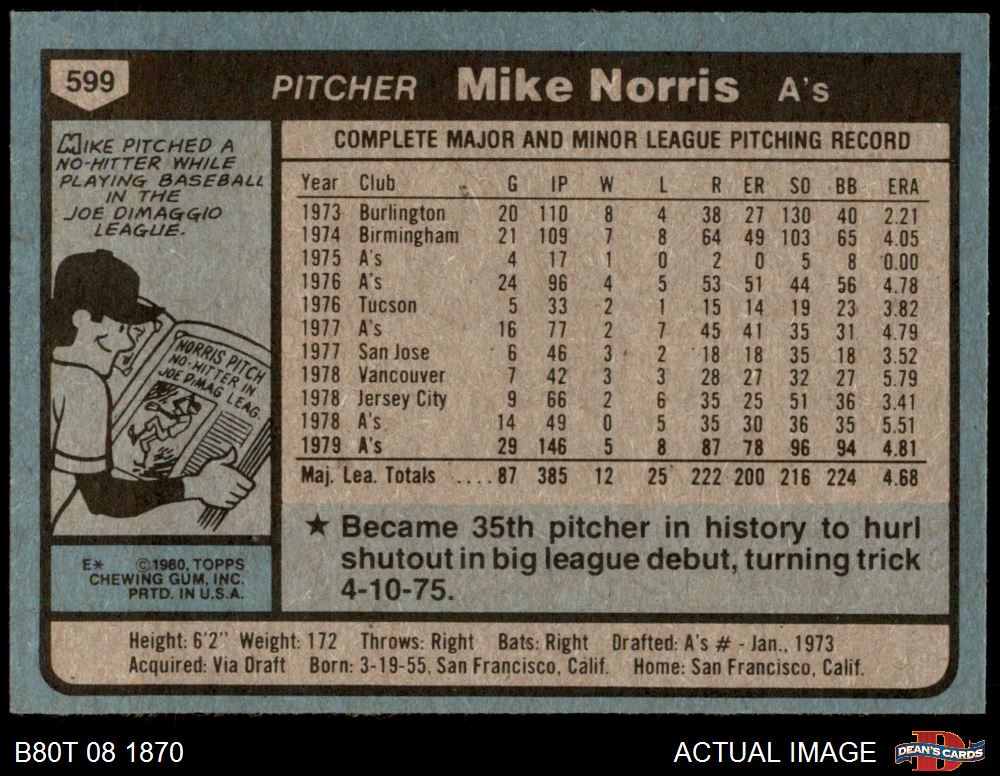 599 PITCHER Mike Norris A's
MIKE PITCHED A
NO-HITTER WHILE
PLAYING BASEBALL
IN THE
JOE DIMAGGIO
LEAGUE.
NORRIS PITCH
NO-HITTER IN
JOE DIMAG LEAG.
E* ©1980, TOPPS
CHEWING GUM, INC.
PRTD. IN U.S.A.
COMPLETE MAJOR AND MINOR LEAGUE PITCHING RECORD
Year Club G IP W L R ER SO BB ERA
1973 Burlington 20 110 8 4 38 27 130 40 2.21
1974 Birmingham 21 109 7 8 64 49 103 65 4.05
1975 A's 4 17 1 0 2 0 5 8 0.00
1976 A's 24 96 4 5 53 51 44 56 4.78
1976 Tucson 5 33 2 1 15 14 19 23 3.82
1977 A's 16 77 2 7 45 41 35 31 4.79
1977 San Jose 6 46 3 2 18 18 35 18 3.52
1978 Vancouver 7 42 3 3 28 27 32 27 5.79
1978 Jersey City 9 66 2 6 35 25 51 36 3.41
1978 A's 14 49 0 5 35 30 36 35 5.51
1979 A's 29 146 5 8 87 78 96 94 4.81
Maj. Lea. Totals ....87 385 12 25 222 200 216 224 4.68
★ Became 35th pitcher in history to hurl
shutout in big league debut, turning trick
4-10-75.
Height: 6'2" Weight: 172 Throws: Right Bats: Right Drafted: A's # - Jan., 1973
Acquired: Via Draft Born: 3-19-55, San Francisco, Calif. Home: San Francisco, Calif.
B80T 08 1870 ACTUAL IMAGE
DEAN'S CARDS